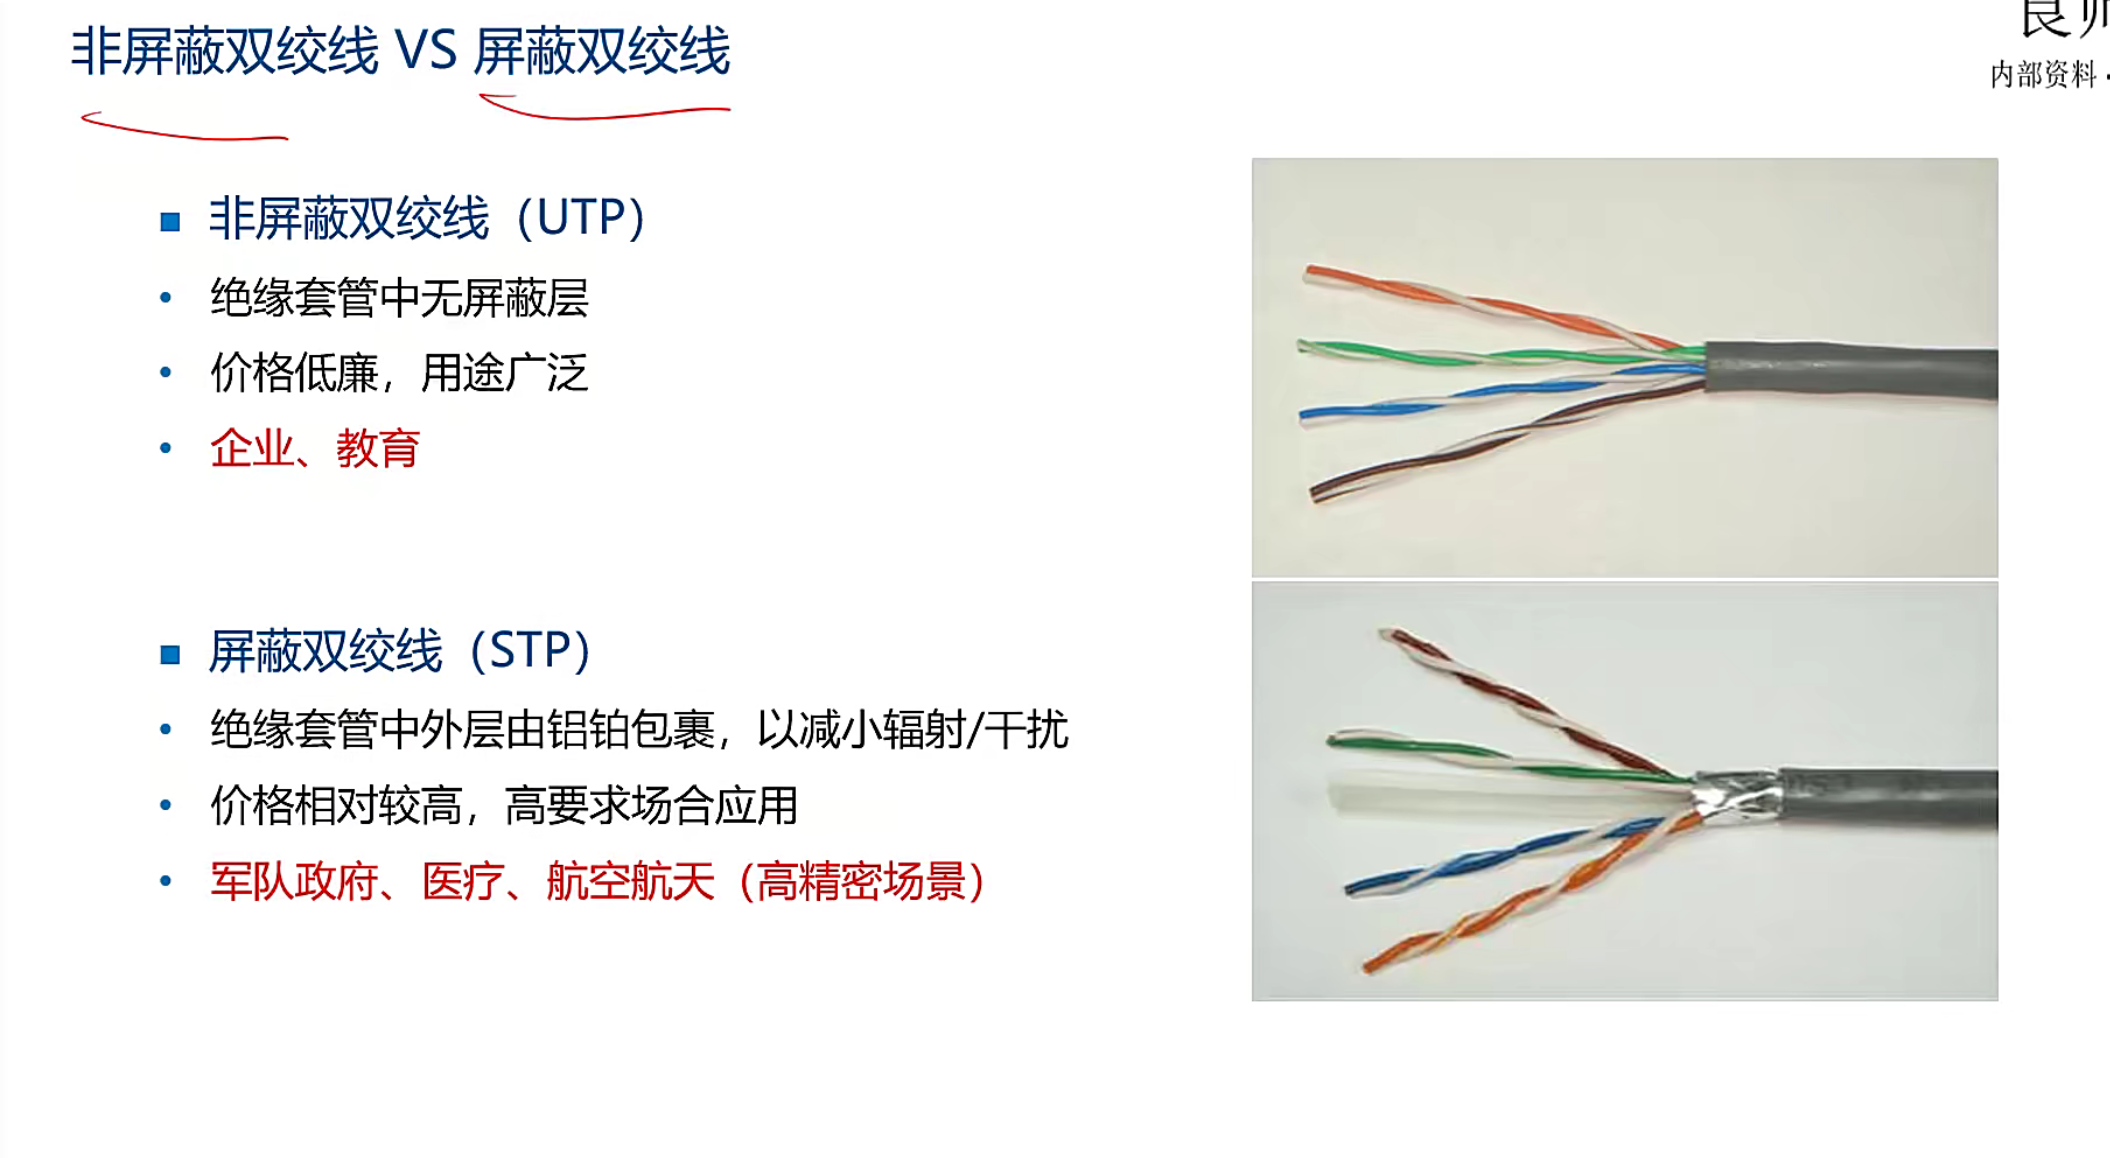 非屏蔽双绞线 VS 屏蔽双绞线
内部资料·
非屏蔽双绞线（UTP）
绝缘套管中无屏蔽层
价格低廉，用途广泛
企业、教育
屏蔽双绞线（STP）
绝缘套管中外层由铝铂包裹，以减小辐射/干扰
价格相对较高，高要求场合应用
军队政府、医疗、航空航天（高精密场景）